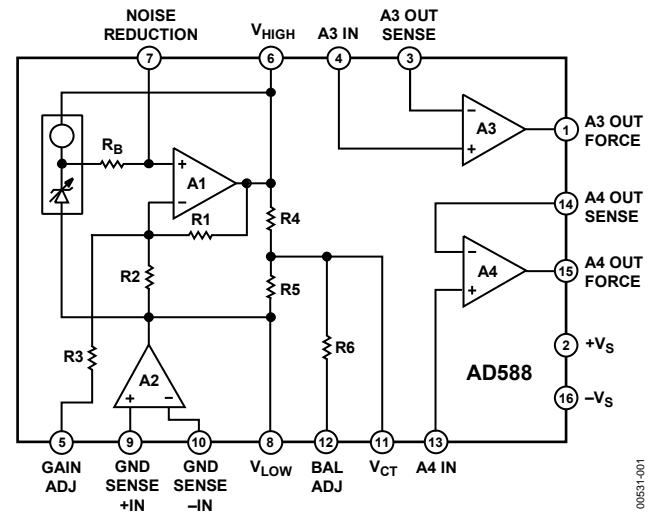 NOISE
REDUCTION
VHIGH
A3 IN
A3 OUT
SENSE
7
6
4
3
RB
A1
+
–
R1
R4
–
A3
+
1
A3 OUT
FORCE
14
A4 OUT
SENSE
R2
R5
–
A4
+
15
A4 OUT
FORCE
R3
R6
2
+VS
A2
+
–
AD588
16
–VS
5
9
10
8
12
11
13
GAIN
ADJ
GND
SENSE
+IN
GND
SENSE
–IN
VLOW
BAL
ADJ
VCT
A4 IN
00531-001